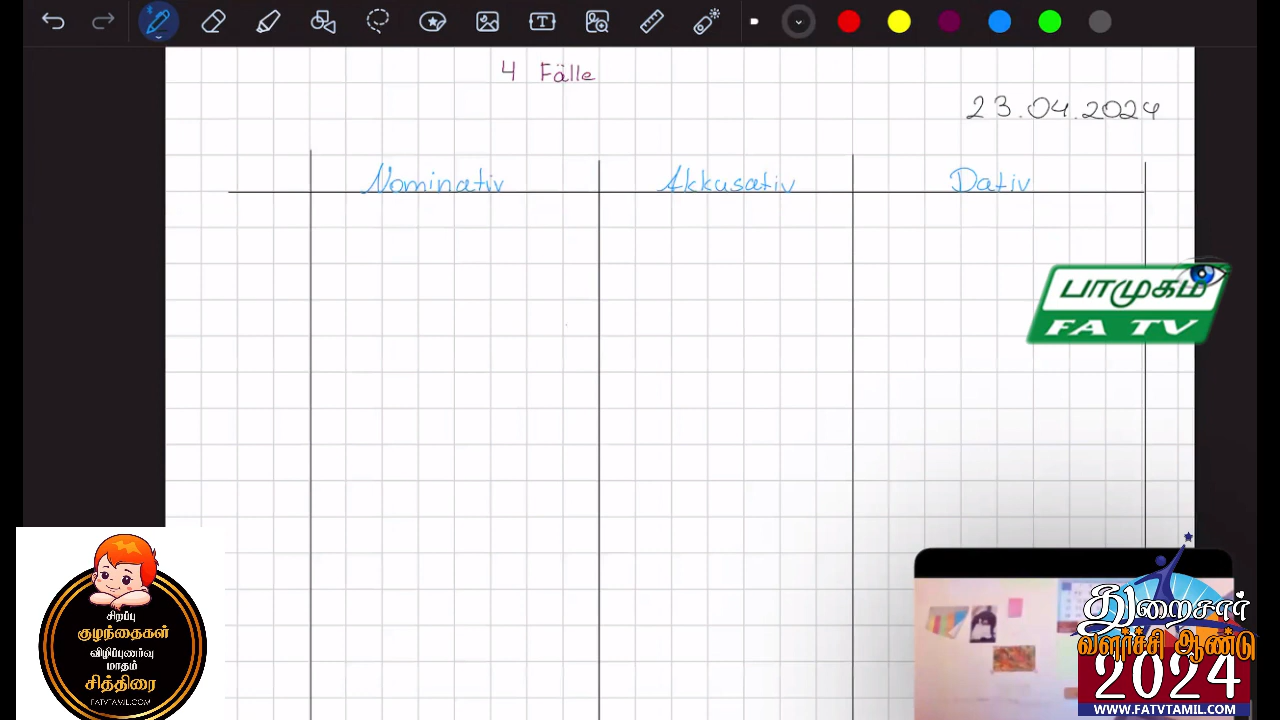 4 Fälle
23.04.2024
Nominativ Akkusativ Dativ
பாமுகம்
FA TV
சிறப்பு
குழந்தைகள்
விழிப்புணர்வு
மாதம்
சித்திரை
FATVTAMIL.COM
துறைசார்
வளர்ச்சி ஆண்டு
2024
WWW.FATVTAMIL.COM